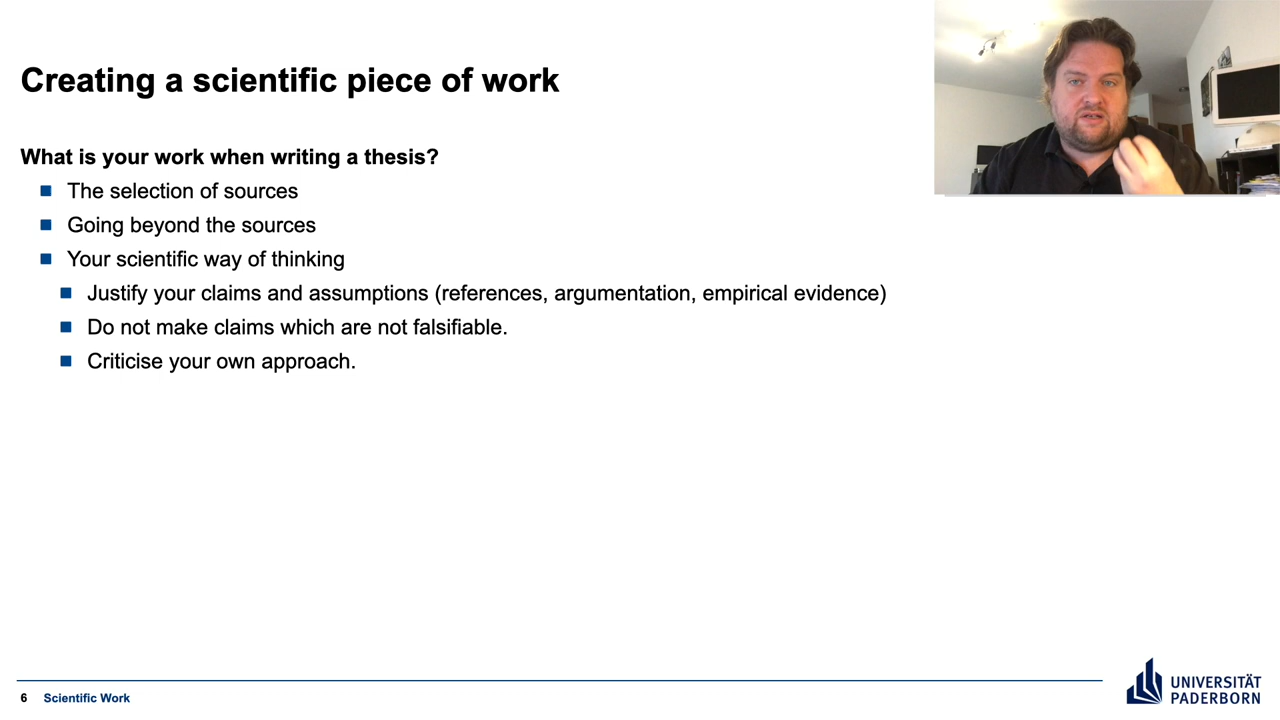 Creating a scientific piece of work
What is your work when writing a thesis?
The selection of sources
Going beyond the sources
Your scientific way of thinking
Justify your claims and assumptions (references, argumentation, empirical evidence)
Do not make claims which are not falsifiable.
Criticise your own approach.
6 Scientific Work
UNIVERSITÄT
PADERBORN